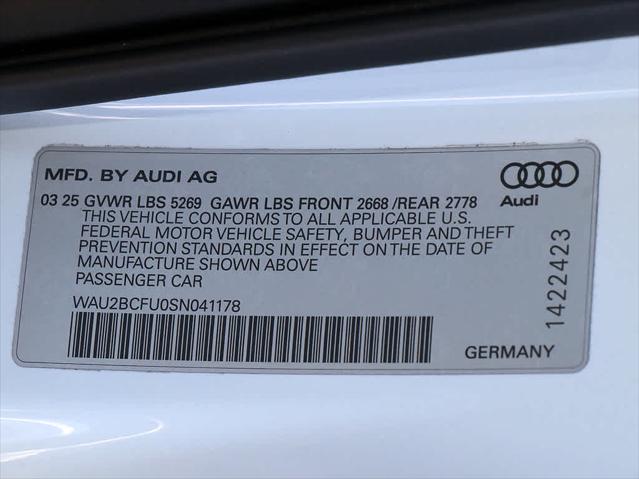 MFD. BY AUDI AG
03 25 GVWR LBS 5269 GAWR LBS FRONT 2668 /REAR 2778
THIS VEHICLE CONFORMS TO ALL APPLICABLE U.S.
FEDERAL MOTOR VEHICLE SAFETY, BUMPER AND THEFT
PREVENTION STANDARDS IN EFFECT ON THE DATE OF
MANUFACTURE SHOWN ABOVE
PASSENGER CAR
WAU2BCFU0SN041178
Audi
1422423
GERMANY